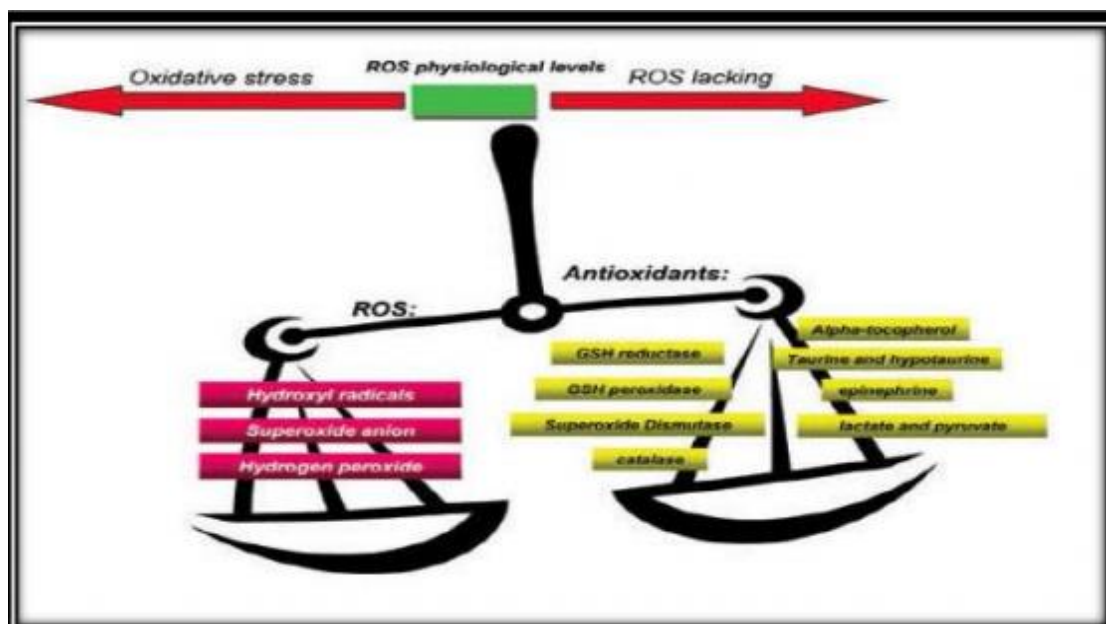 Oxidative stress
ROS physiological levels
ROS lacking
Antioxidants:
ROS:
Hydroxyl radicals
Superoxide anion
Hydrogen peroxide
GSH reductase
GSH peroxidase
Superoxide Dismutase
catalase
Alpha-tocopherol
Taurine and hypotaurine
epinephrine
lactate and pyruvate